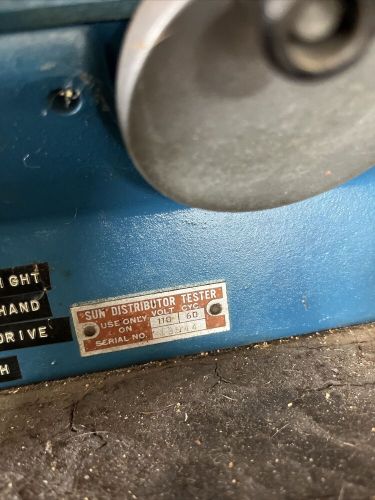 IGHT
HAND
DRIVE
H
"SUN" DISTRIBUTOR TESTER
USE ONLY VOLT CYC.
ON 110 60
SERIAL NO.